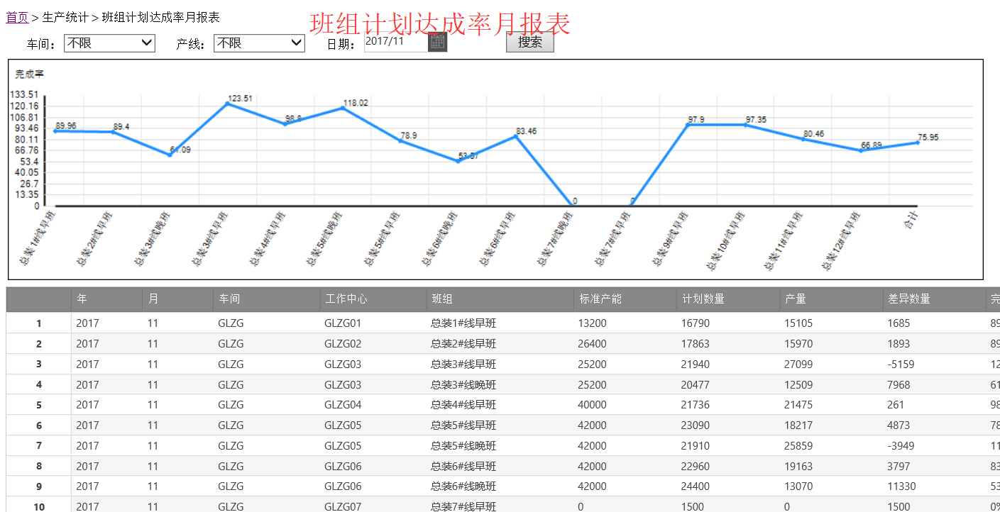 首页 > 生产统计 > 班组计划达成率月报表
班组计划达成率月报表
车间： 不限 产线： 不限 日期： 2017/11 搜索
完成率
133.51
120.16
106.81
93.46
80.11
66.76
53.4
40.05
26.7
13.35
0
89.96 89.4 61.09 123.51 98.8 118.02 78.9 53.57 83.46 0 0 97.9 97.35 80.46 66.89 75.95
总装1#线早班 总装2#线早班 总装3#线晚班 总装3#线早班 总装4#线早班 总装5#线晚班 总装5#线早班 总装6#线晚班 总装6#线早班 总装7#线晚班 总装7#线早班 总装9#线早班 总装10#线早班 总装11#线早班 总装12#线早班 合计
年 月 车间 工作中心 班组 标准产能 计划数量 产量 差异数量 完
1 2017 11 GLZG GLZG01 总装1#线早班 13200 16790 15105 1685 89
2 2017 11 GLZG GLZG02 总装2#线早班 26400 17863 15970 1893 89
3 2017 11 GLZG GLZG03 总装3#线早班 25200 21940 27099 -5159 12
4 2017 11 GLZG GLZG03 总装3#线晚班 25200 20477 12509 7968 61
5 2017 11 GLZG GLZG04 总装4#线早班 40000 21736 21475 261 98
6 2017 11 GLZG GLZG05 总装5#线早班 42000 23090 18217 4873 78
7 2017 11 GLZG GLZG05 总装5#线晚班 42000 21910 25859 -3949 11
8 2017 11 GLZG GLZG06 总装6#线早班 42000 22960 19163 3797 83
9 2017 11 GLZG GLZG06 总装6#线晚班 42000 24400 13070 11330 53
10 2017 11 GLZG GLZG07 总装7#线早班 0 1500 0 1500 0%